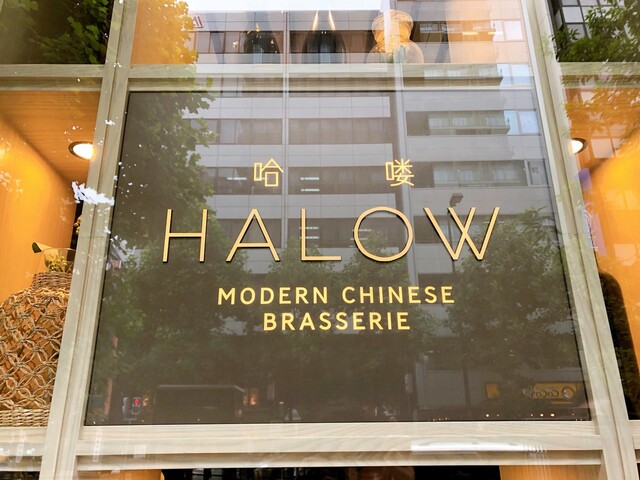 哈 喽
HALOW
MODERN CHINESE
BRASSERIE